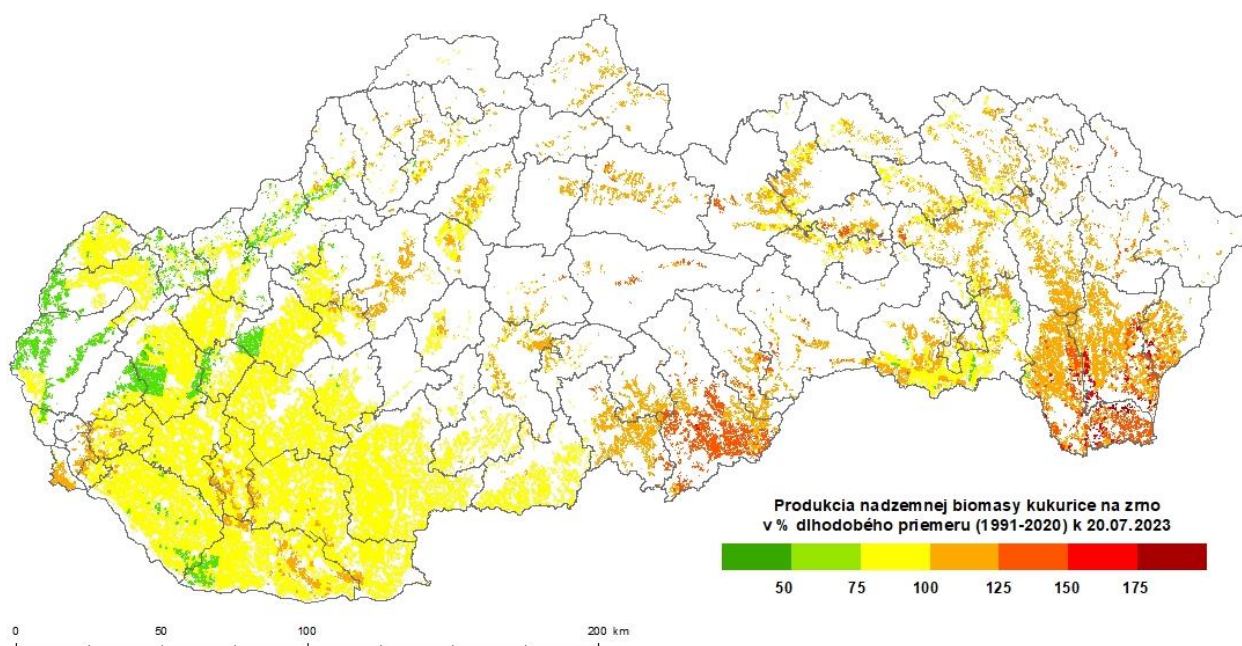 Produkcia nadzemnej biomasy kukurice na zrno
v % dlhodobého priemeru (1991-2020) k 20.07.2023
50 75 100 125 150 175
0 50 100 200 km